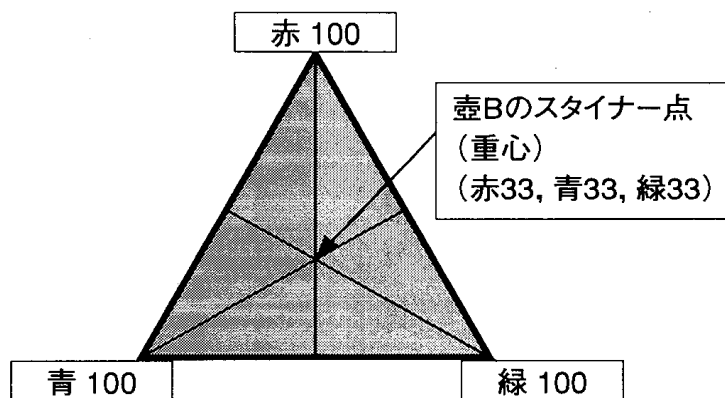 赤 100
壺Bのスタイナー点
(重心)
(赤33, 青33, 緑33)
青 100
緑 100